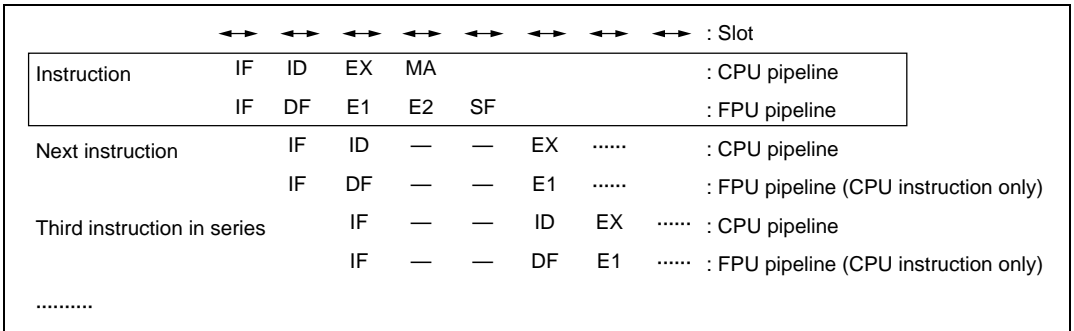 : Slot
Instruction IF ID EX MA : CPU pipeline
IF DF E1 E2 SF : FPU pipeline
Next instruction IF ID — — EX ...... : CPU pipeline
IF DF — — E1 ...... : FPU pipeline (CPU instruction only)
Third instruction in series IF — — ID EX ...... : CPU pipeline
IF — — DF E1 ...... : FPU pipeline (CPU instruction only)
..........